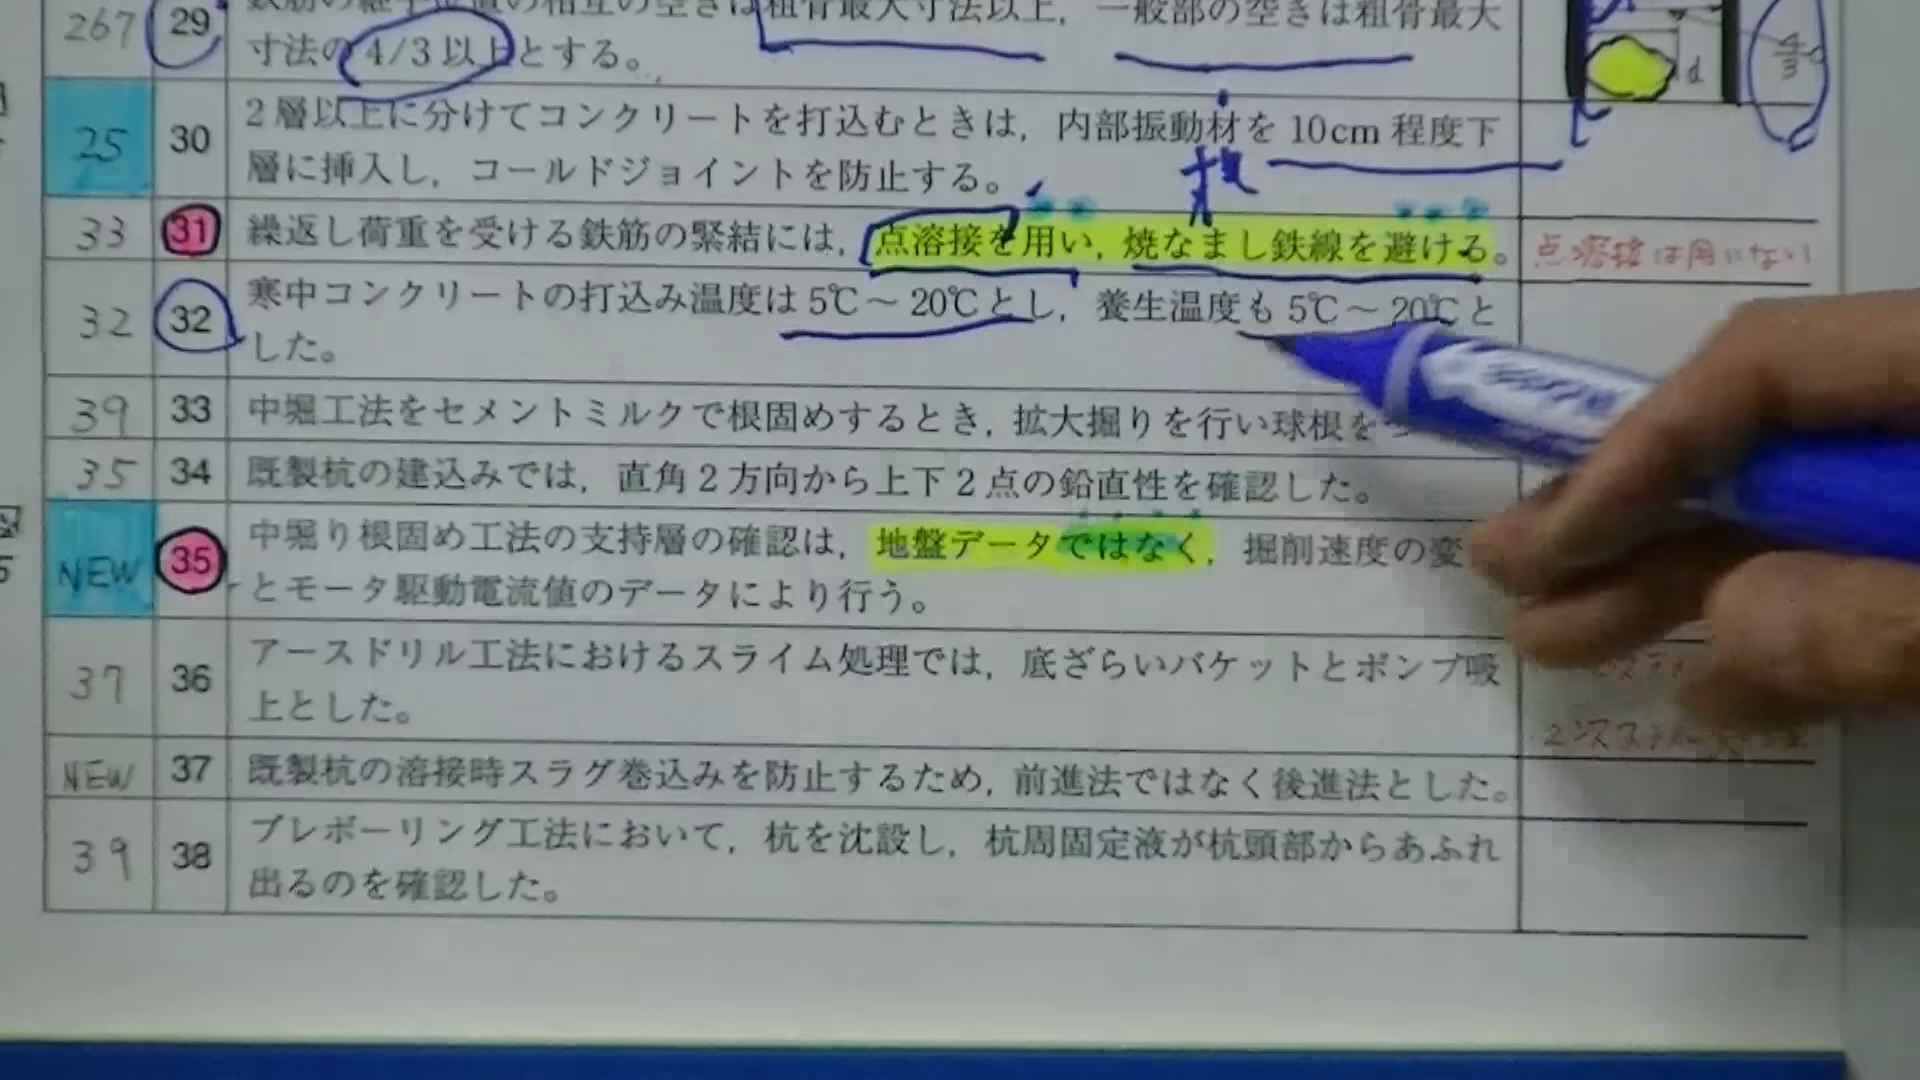 267 29 鉄筋の継手位置の相互の空きは粗骨最大寸法以上，一般部の空きは粗骨最大
寸法の4/3以上とする。
4/3
d
25 30 2層以上に分けてコンクリートを打込むときは，内部振動材を10cm程度下
層に挿入し，コールドジョイントを防止する。
機
33 31 繰返し荷重を受ける鉄筋の緊結には，点溶接を用い，焼なまし鉄線を避ける。 点溶接は用いない
32 32 寒中コンクリートの打込み温度は5℃～20℃とし，養生温度も5℃～20℃と
した。
39 33 中堀工法をセメントミルクで根固めするとき，拡大掘りを行い球根を
35 34 既製杭の建込みでは，直角2方向から上下2点の鉛直性を確認した。
NEW 35 中堀り根固め工法の支持層の確認は，地盤データではなく，掘削速度の変
とモータ駆動電流値のデータにより行う。
37 36 アースドリル工法におけるスライム処理では，底ざらいバケットとポンプ吸
上とした。
2次スライム
NEW 37 既製杭の溶接時スラグ巻込みを防止するため，前進法ではなく後進法とした。
39 38 プレボーリング工法において，杭を沈設し，杭周固定液が杭頭部からあふれ
出るのを確認した。